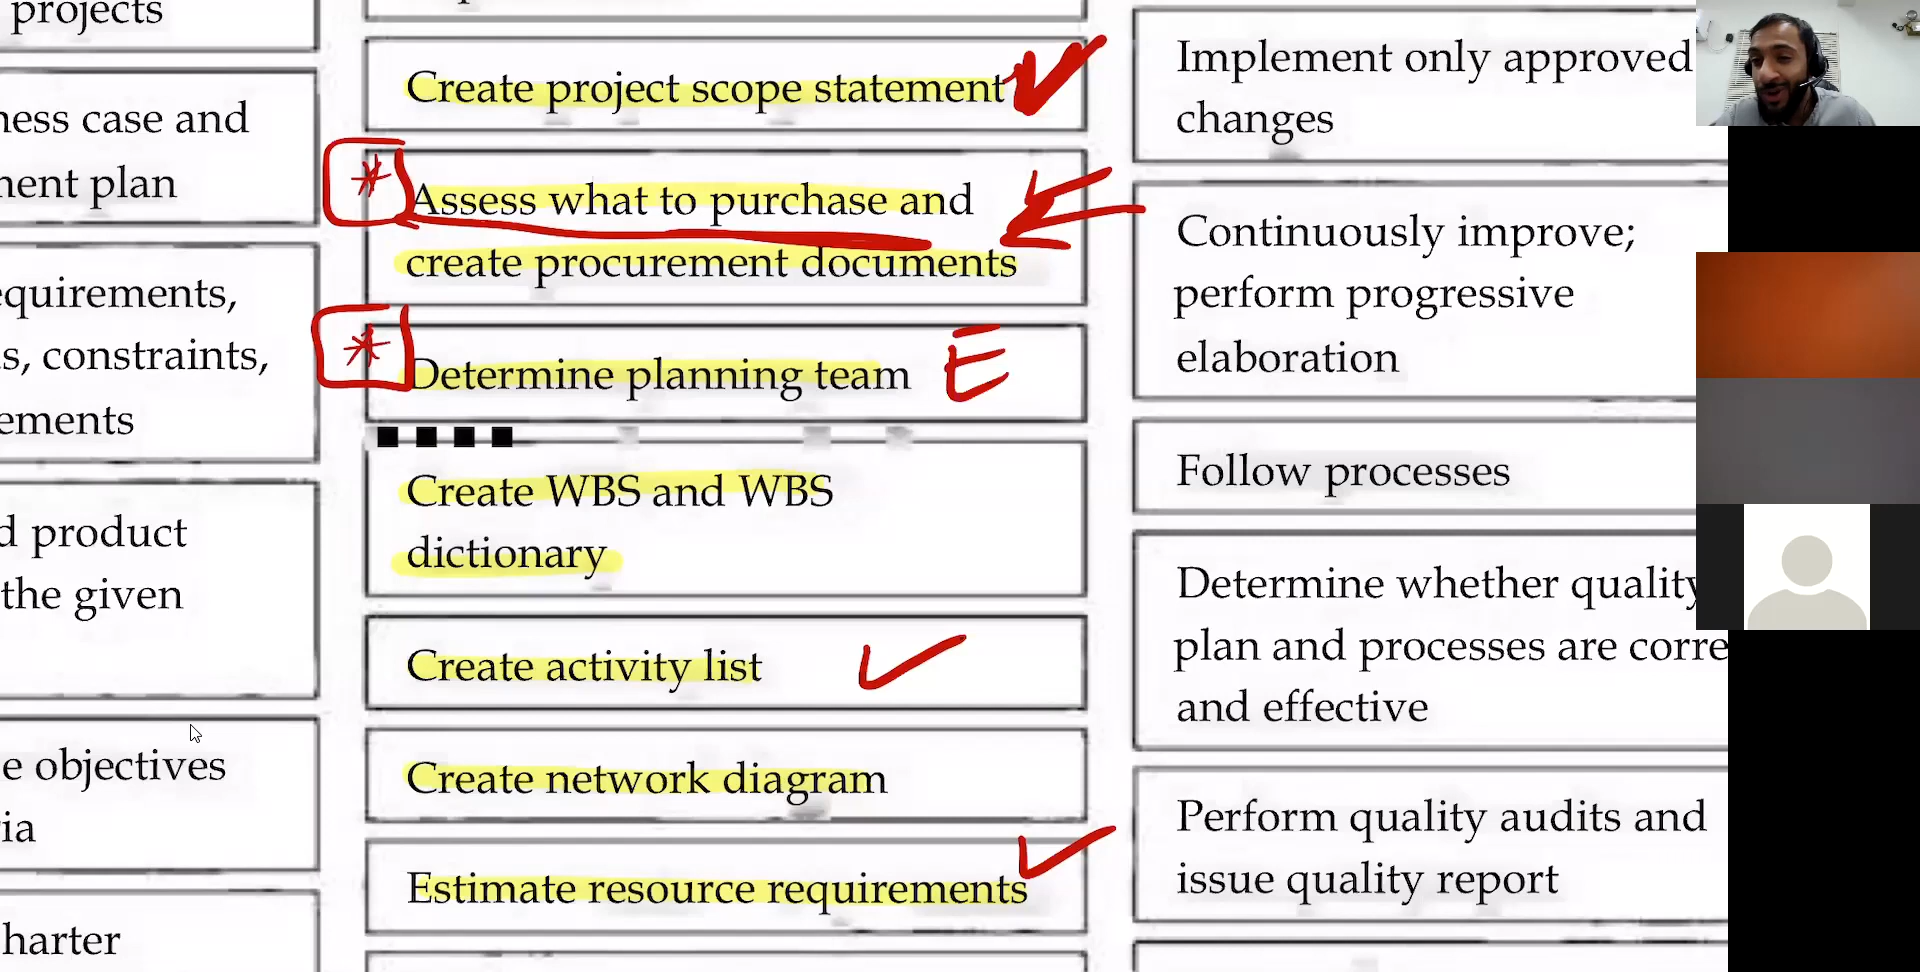 projects
ness case and
nent plan
equirements,
s, constraints,
ements
d product
the given
e objectives
ia
harter
Create project scope statement
*
Assess what to purchase and
create procurement documents
*
Determine planning team
E
Create WBS and WBS
dictionary
Create activity list
Create network diagram
Estimate resource requirements
Implement only approved
changes
Continuously improve;
perform progressive
elaboration
Follow processes
Determine whether quality
plan and processes are corre
and effective
Perform quality audits and
issue quality report